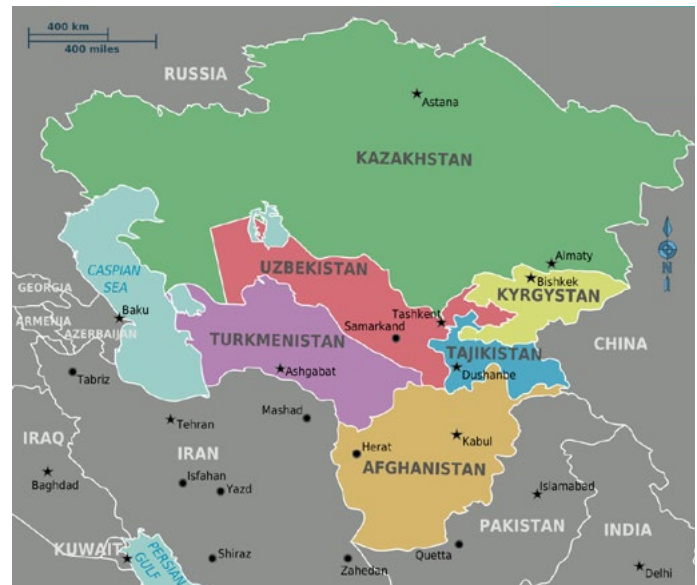 400 km
400 miles
RUSSIA
Astana
KAZAKHSTAN
Almaty
Bishkek
KYRGYSTAN
UZBEKISTAN
CASPIAN
SEA
GEORGIA
ARMENIA
AZERBAIJAN
Baku
Tashkent
Samarkand
TURKMENISTAN
TAJIKISTAN
CHINA
Ashgabat
Dushanbe
Tabriz
Mashad
Tehran
Herat
Kabul
AFGHANISTAN
IRAQ
IRAN
Baghdad
Isfahan
Yazd
Islamabad
PAKISTAN
INDIA
KUWAIT
PERSIAN
GULF
Shiraz
Zahedan
Quetta
Delhi
N